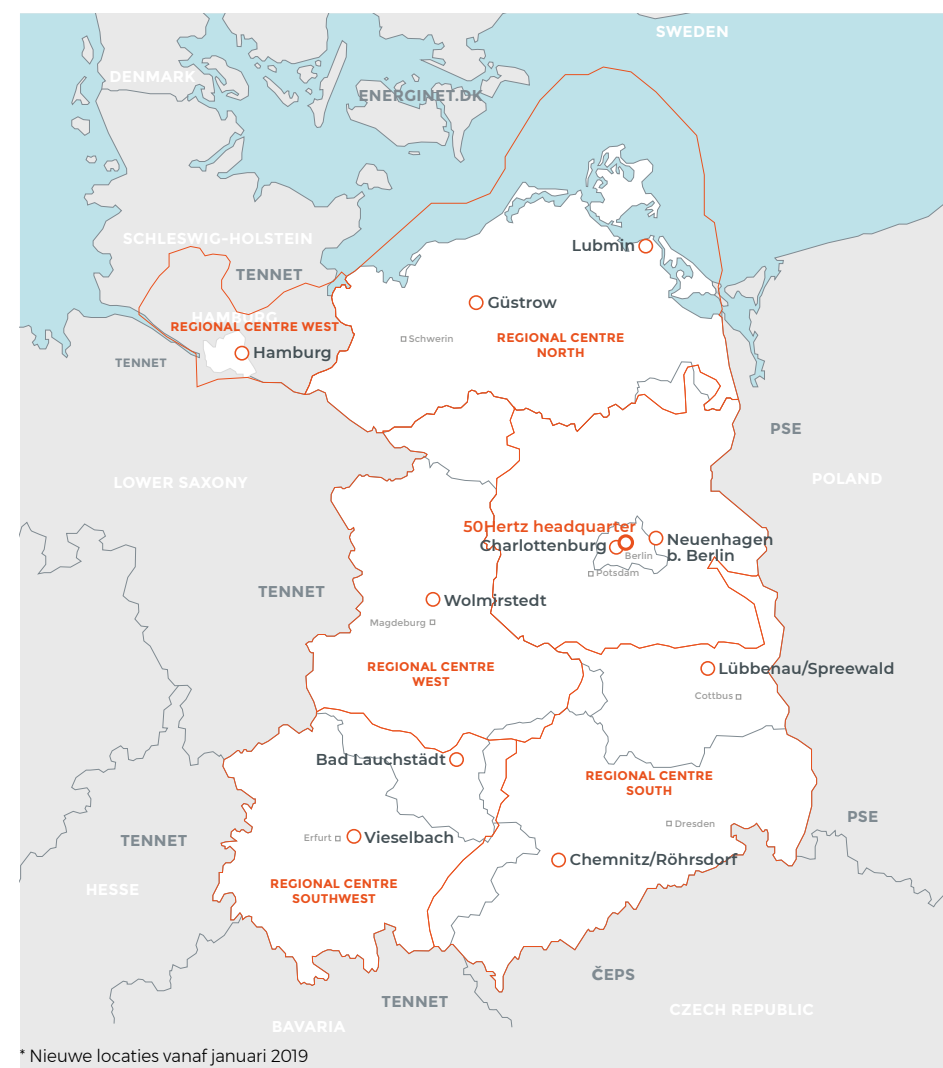 SWEDEN
DENMARK
ENERGINET.DK
SCHLESWIG-HOLSTEIN
Lubmin
TENNET
Güstrow
HAMBURG
REGIONAL CENTRE WEST
Schwerin
REGIONAL CENTRE
NORTH
Hamburg
TENNET
PSE
POLAND
LOWER SAXONY
50Hertz headquarter
Charlottenburg
Neuenhagen
b. Berlin
Berlin
Potsdam
TENNET
Wolmirstedt
Magdeburg
REGIONAL CENTRE
WEST
Lübbenau/Spreewald
Cottbus
Bad Lauchstädt
REGIONAL CENTRE
SOUTH
PSE
Dresden
TENNET
Erfurt
Vieselbach
Chemnitz/Röhrsdorf
HESSE
REGIONAL CENTRE
SOUTHWEST
ČEPS
TENNET
CZECH REPUBLIC
BAVARIA
* Nieuwe locaties vanaf januari 2019